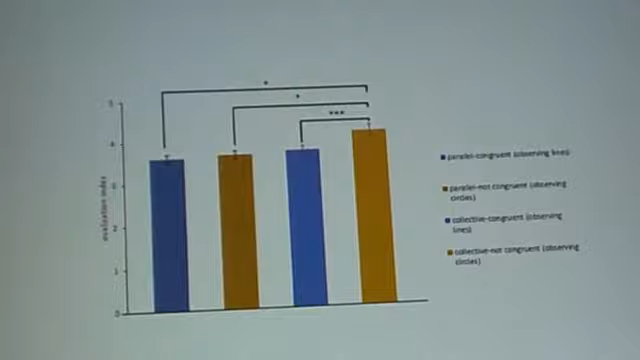 *
*
***
5
4
3
2
1
0
evaluation index
parallel-congruent (observing lines)
parallel-not congruent (observing
circles)
collective-congruent (observing
lines)
collective-not congruent (observing
circles)